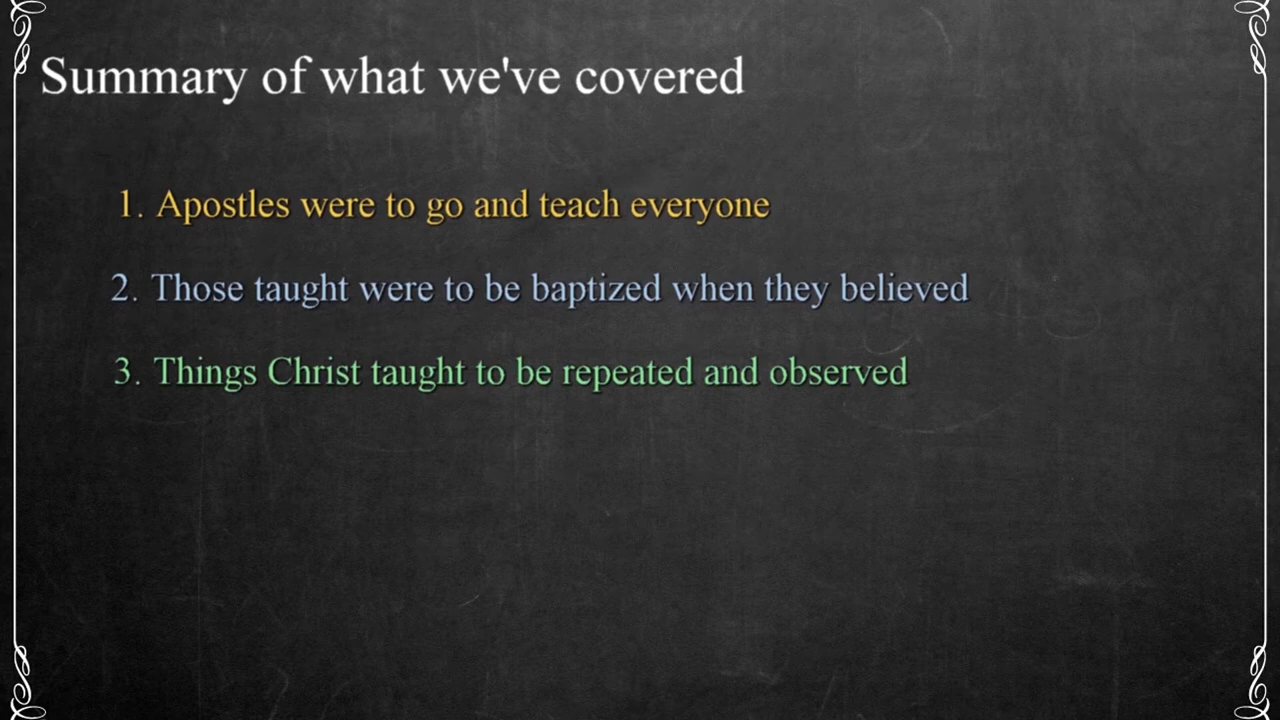 Summary of what we've covered
1. Apostles were to go and teach everyone
2. Those taught were to be baptized when they believed
3. Things Christ taught to be repeated and observed